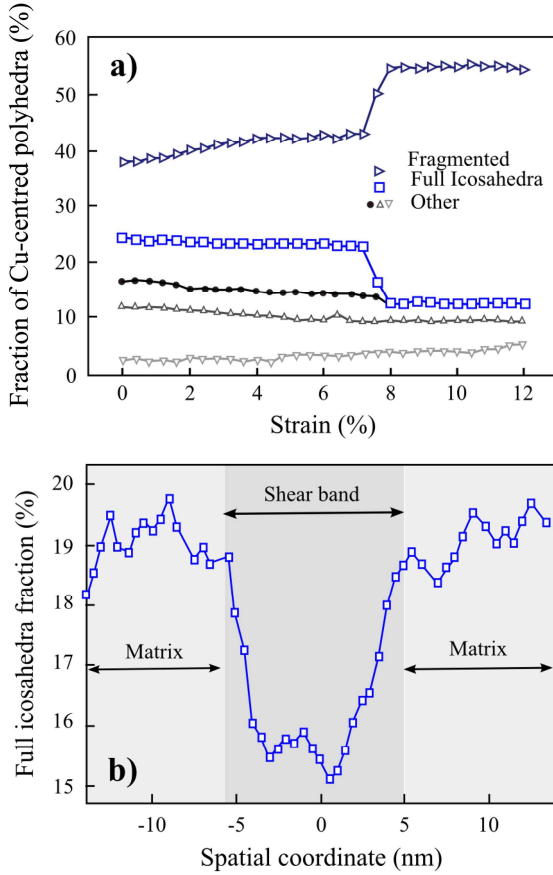 Fraction of Cu-centred polyhedra (%)
60
50
40
30
20
10
0
a)
Fragmented
Full Icosahedra
Other
0
2
4
6
8
10
12
Strain (%)
Full icosahedra fraction (%)
20
19
18
17
16
15
Shear band
Matrix
Matrix
b)
-10
-5
0
5
10
Spatial coordinate (nm)